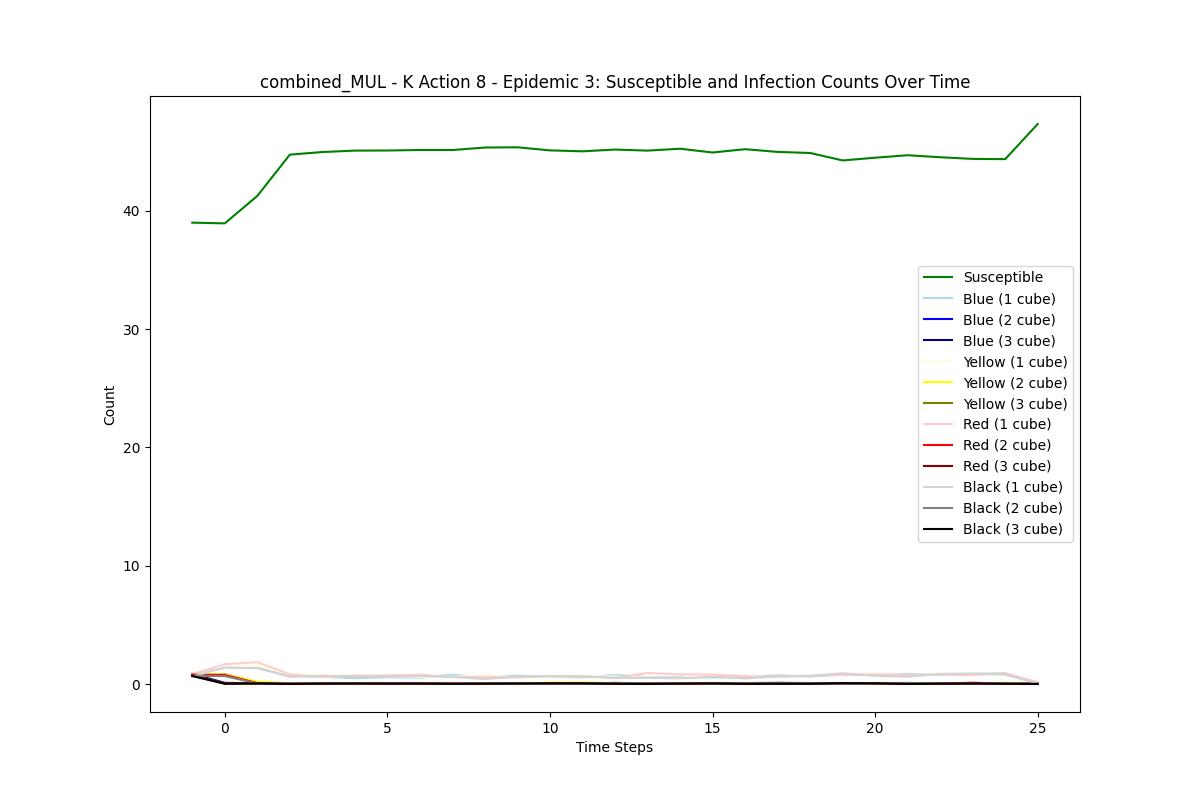 combined_MUL - K Action 8 - Epidemic 3: Susceptible and Infection Counts Over Time
Count
40
30
20
10
0
Susceptible
Blue (1 cube)
Blue (2 cube)
Blue (3 cube)
Yellow (1 cube)
Yellow (2 cube)
Yellow (3 cube)
Red (1 cube)
Red (2 cube)
Red (3 cube)
Black (1 cube)
Black (2 cube)
Black (3 cube)
0 5 10 15 20 25
Time Steps